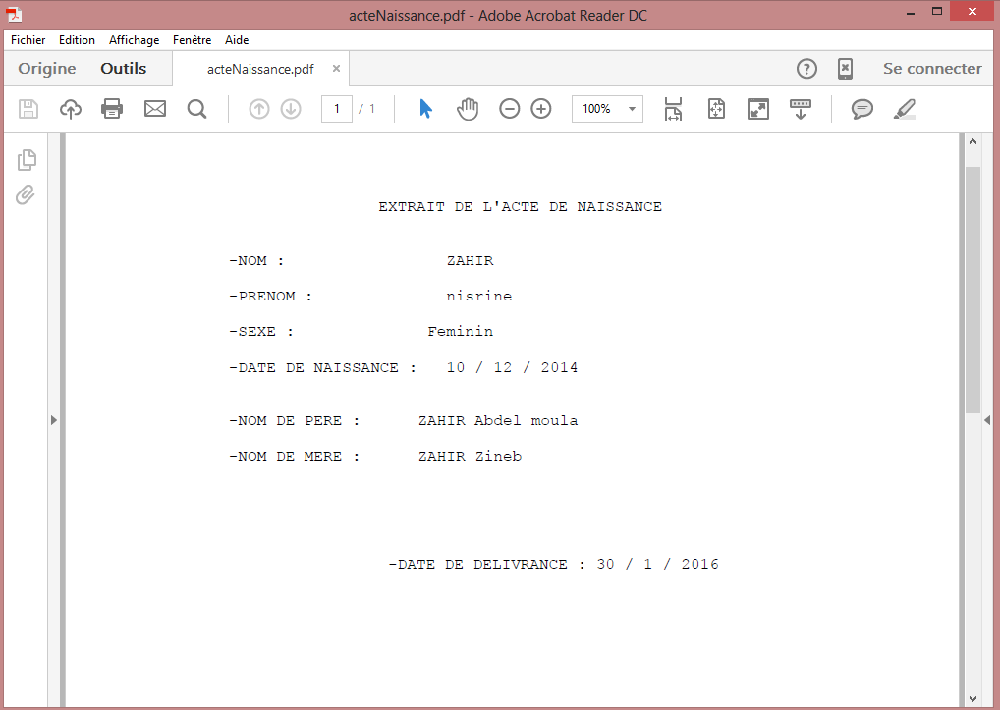 acteNaissance.pdf - Adobe Acrobat Reader DC
Fichier Edition Affichage Fenêtre Aide
Origine Outils acteNaissance.pdf × ? Se connecter
1 / 1 100%
EXTRAIT DE L'ACTE DE NAISSANCE
-NOM : ZAHIR
-PRENOM : nisrine
-SEXE : Feminin
-DATE DE NAISSANCE : 10 / 12 / 2014
-NOM DE PERE : ZAHIR Abdel moula
-NOM DE MERE : ZAHIR Zineb
-DATE DE DELIVRANCE : 30 / 1 / 2016